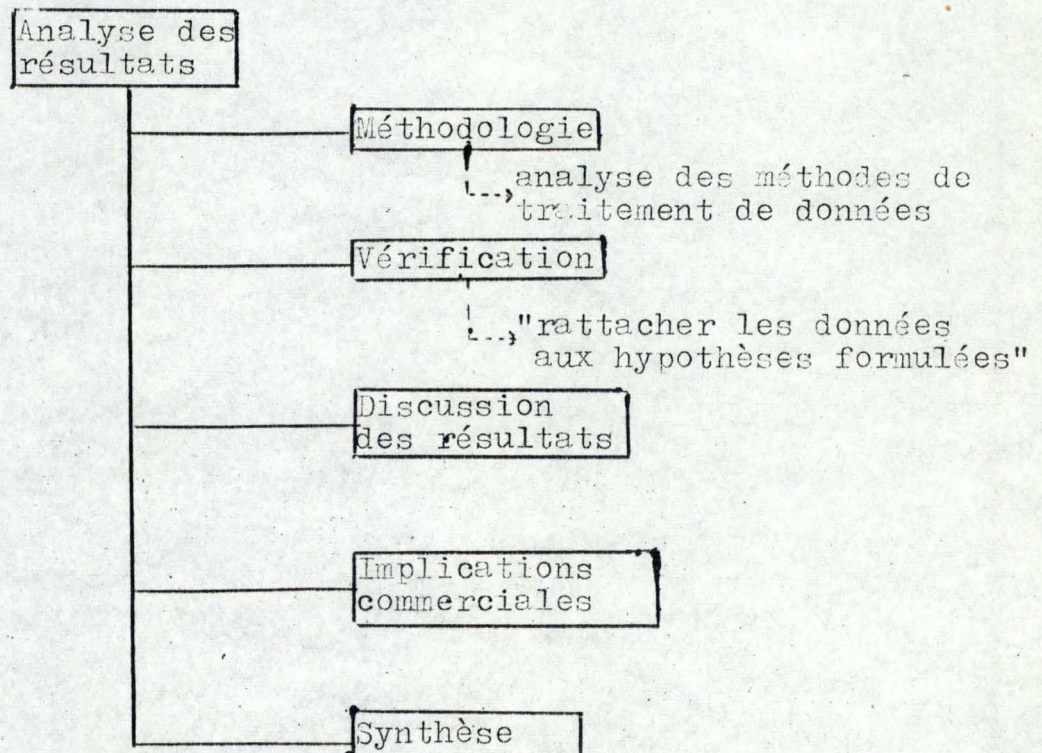 Analyse des
résultats
Méthodologie
analyse des méthodes de
traitement de données
Vérification
"rattacher les données
aux hypothèses formulées"
Discussion
des résultats
Implications
commerciales
Synthèse